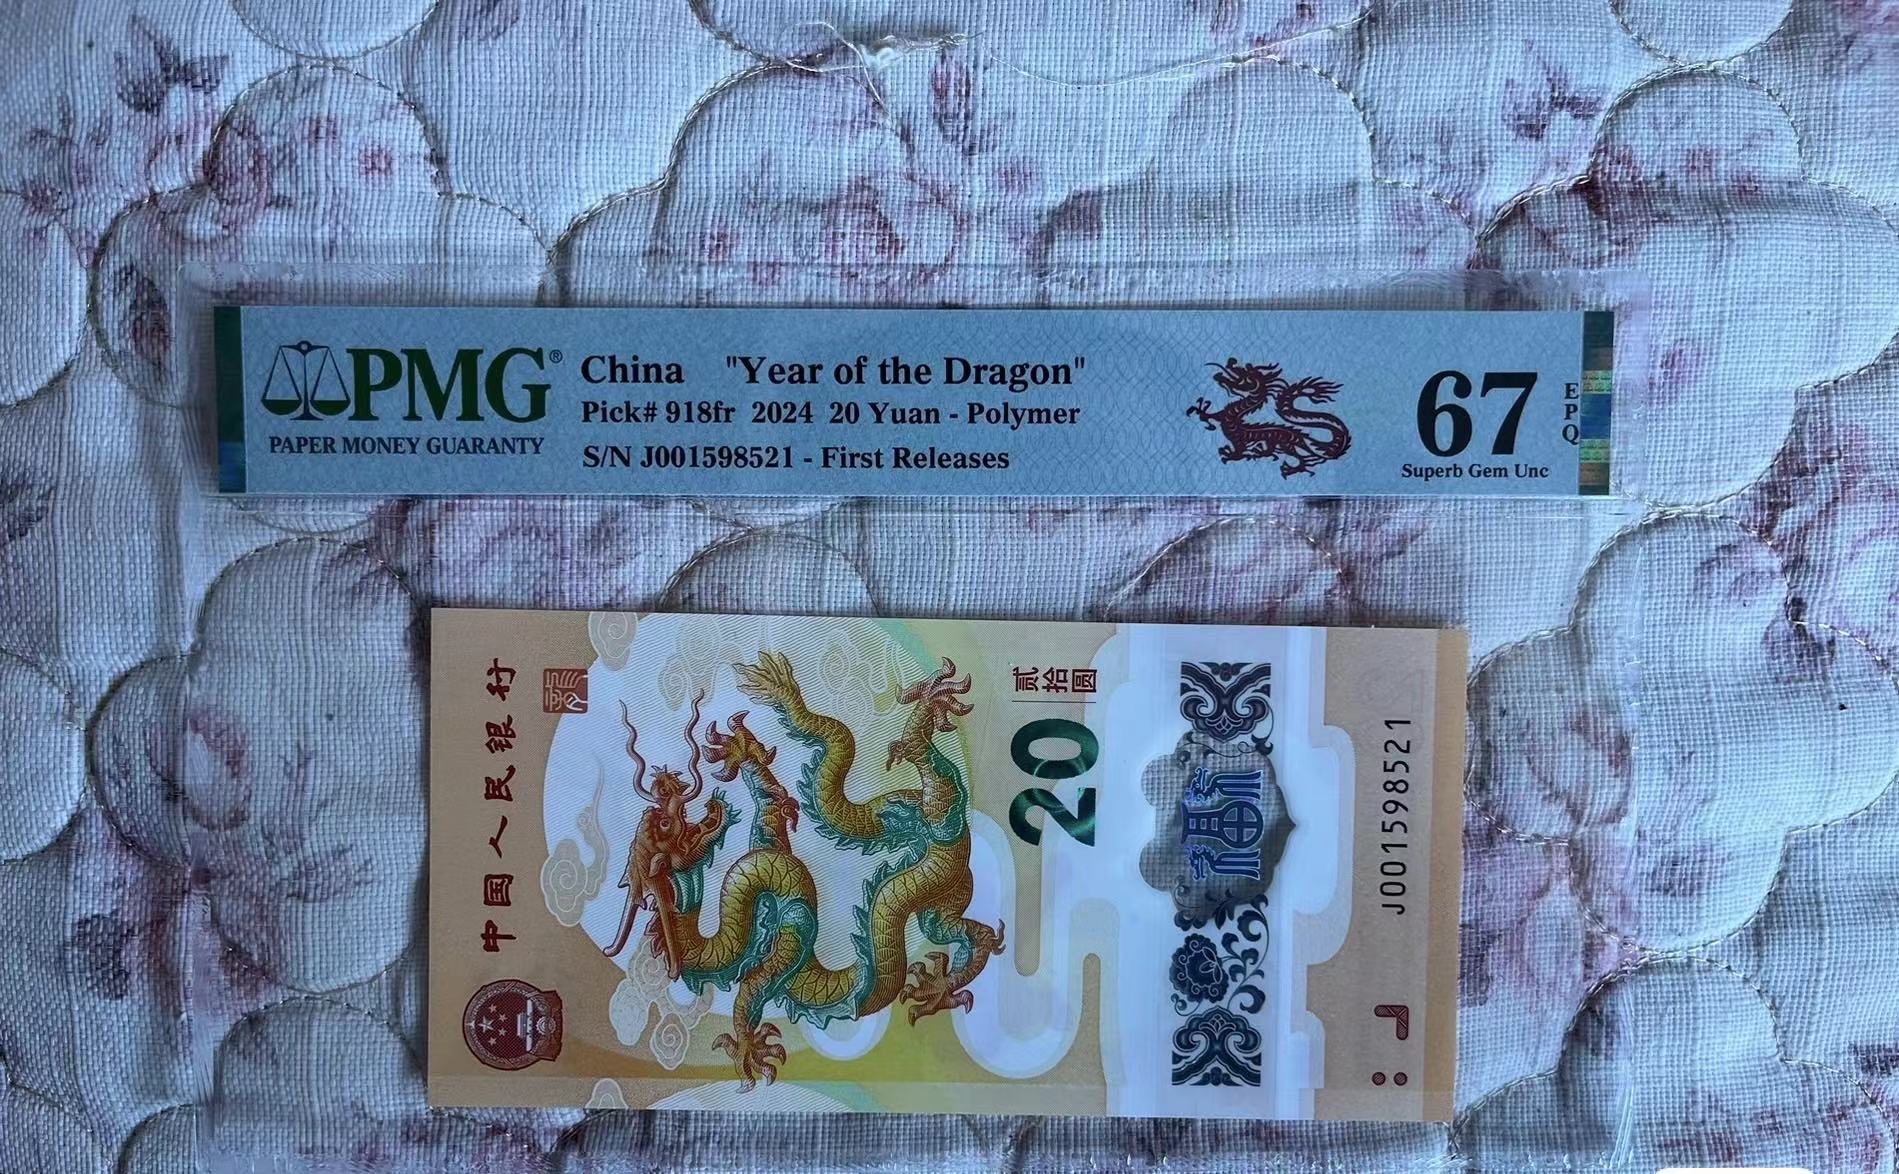 PMG®
PAPER MONEY GUARANTY
China "Year of the Dragon"
Pick# 918fr 2024 20 Yuan - Polymer
S/N J001598521 - First Releases
67
EPQ
Superb Gem Unc
中国人民银行
贰拾圆
20
福
J001598521